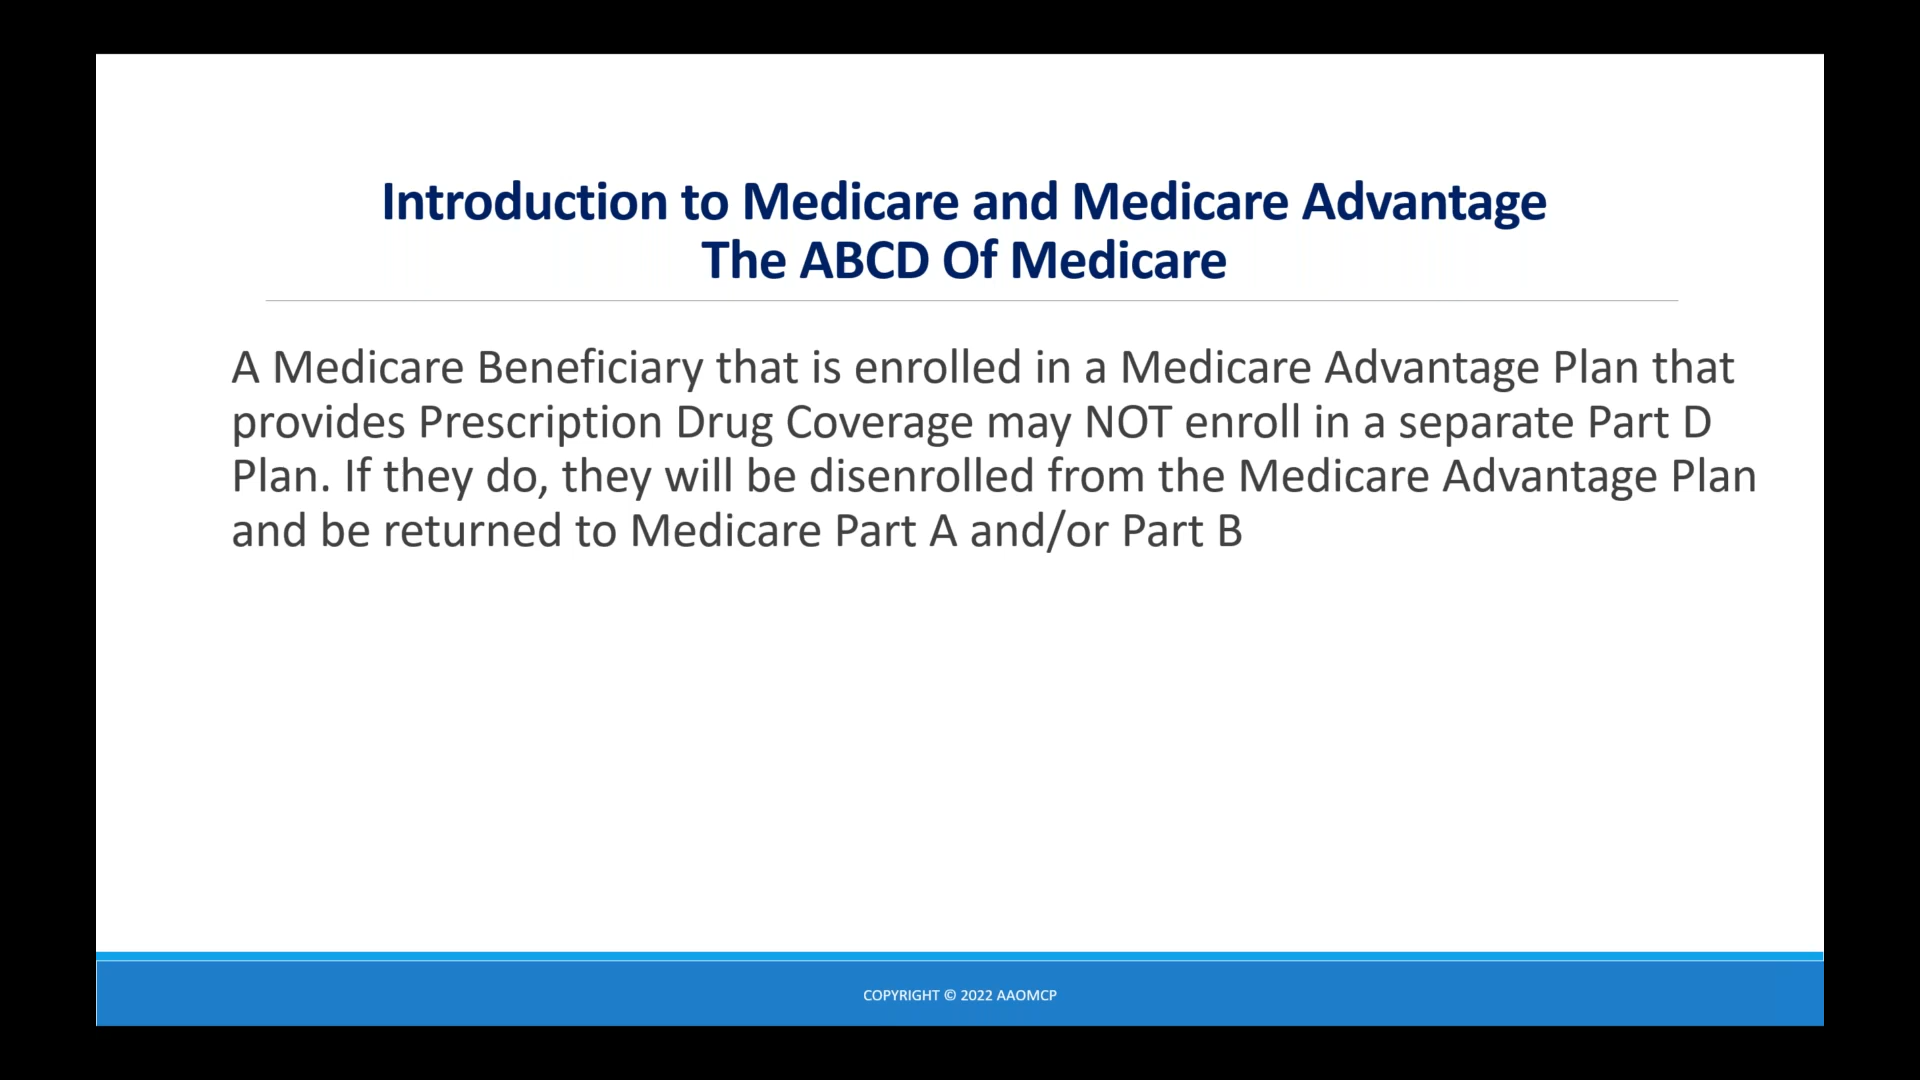 Introduction to Medicare and Medicare Advantage
The ABCD Of Medicare
A Medicare Beneficiary that is enrolled in a Medicare Advantage Plan that
provides Prescription Drug Coverage may NOT enroll in a separate Part D
Plan. If they do, they will be disenrolled from the Medicare Advantage Plan
and be returned to Medicare Part A and/or Part B
COPYRIGHT © 2022 AAOMCP